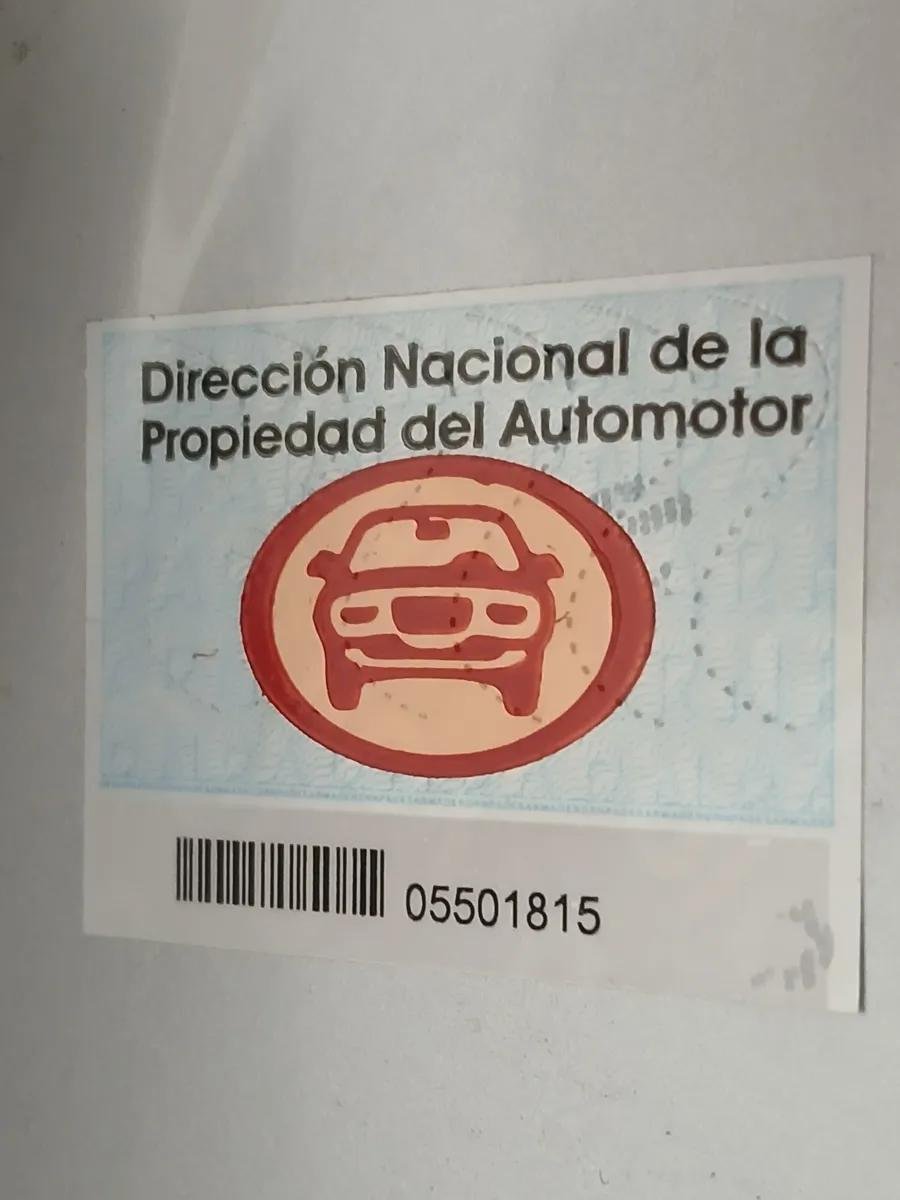 Dirección Nacional de la
Propiedad del Automotor
05501815